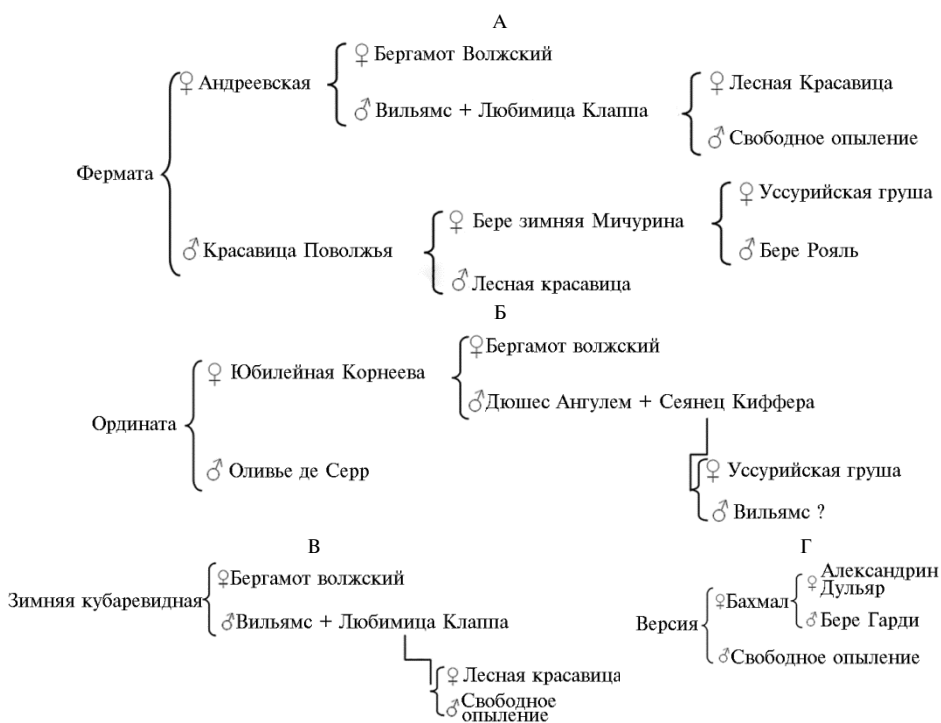 А
♀ Бергамот Волжский
♀ Андреевская
♀ Лесная Красавица
♂ Вильямс + Любимица Клаппа
♂ Свободное опыление
Фермата
♀ Уссурийская груша
♀ Бере зимняя Мичурина
♂ Красавица Поволжья
♂ Бере Рояль
♂ Лесная красавица
Б
♀ Бергамот волжский
♀ Юбилейная Корнеева
♂ Дюшес Ангулем + Сеянец Киффера
Ордината
♂ Оливье де Серр
♀ Уссурийская груша
♂ Вильямс ?
В
♀ Бергамот волжский
Зимняя кубаревидная
♂ Вильямс + Любимица Клаппа
♀ Лесная красавица
♂ Свободное
опыление
Г
♀ Александрин
Дульяр
♀ Бахмал
♂ Бере Гарди
Версия
♂ Свободное опыление